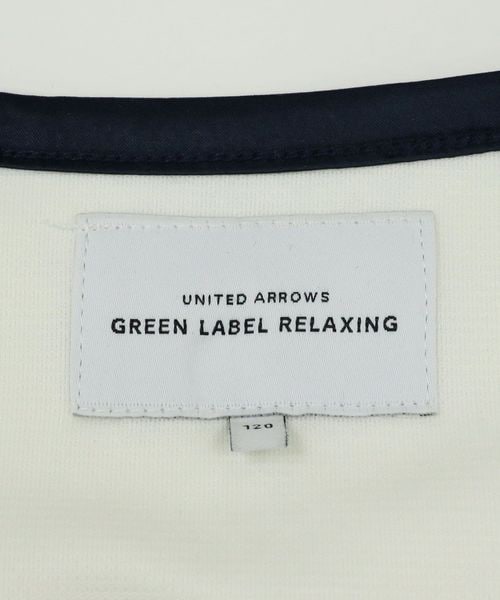 UNITED ARROWS
GREEN LABEL RELAXING
120